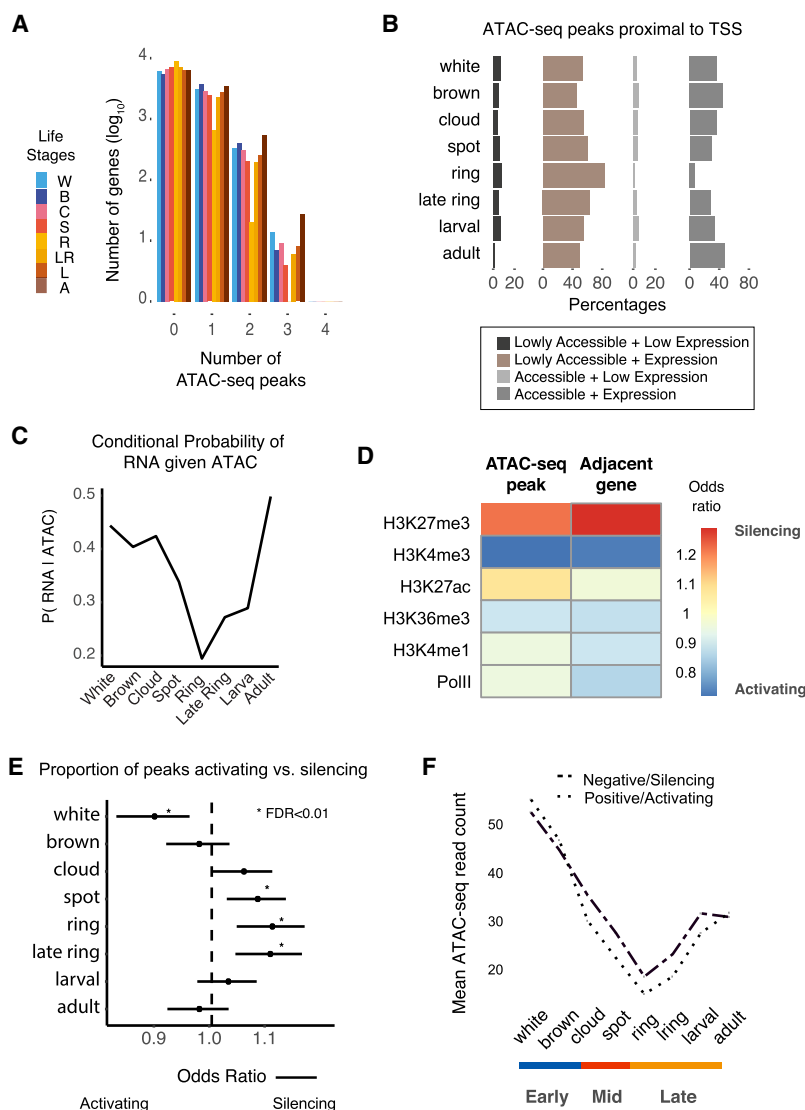 A
Life
Stages
W
B
C
S
R
LR
L
A
Number of genes (log10)
4.
3.
2.
1.
0.
0 1 2 3 4
Number of
ATAC-seq peaks
B
ATAC-seq peaks proximal to TSS
white
brown
cloud
spot
ring
late ring
larval
adult
0 20 0 40 80 0 20 0 40 80
Percentages
Lowly Accessible + Low Expression
Lowly Accessible + Expression
Accessible + Low Expression
Accessible + Expression
C
Conditional Probability of
RNA given ATAC
P( RNA I ATAC)
0.5
0.4
0.3
0.2
White Brown Cloud Spot Ring Late Ring Larva Adult
D
ATAC-seq
peak
Adjacent
gene
Odds
ratio
H3K27me3
H3K4me3
H3K27ac
H3K36me3
H3K4me1
PolII
Silencing
1.2
1.1
1
0.9
0.8
Activating
E
Proportion of peaks activating vs. silencing
* FDR<0.01
white *
brown
cloud
spot *
ring *
late ring *
larval
adult
0.9 1.0 1.1
Odds Ratio
Activating Silencing
F
Negative/Silencing
Positive/Activating
Mean ATAC-seq read count
50
40
30
20
white brown cloud spot ring lring larval adult
Early Mid Late